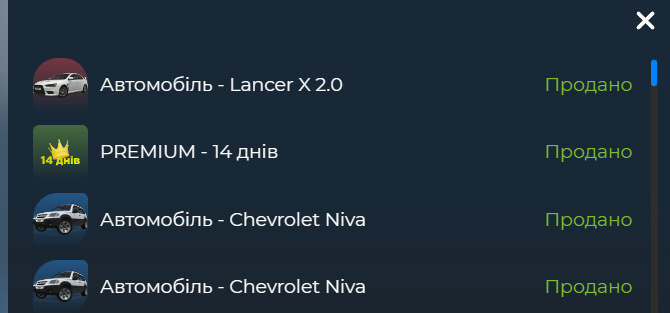 Автомобіль - Lancer X 2.0
Продано
14 днів
PREMIUM - 14 днів
Продано
Автомобіль - Chevrolet Niva
Продано
Автомобіль - Chevrolet Niva
Продано